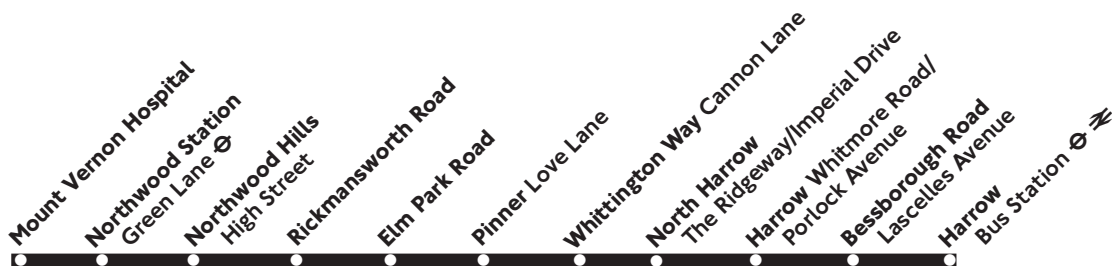 Mount Vernon Hospital
Northwood Station
Green Lane
Northwood Hills
High Street
Rickmansworth Road
Elm Park Road
Pinner Love Lane
Whittington Way Cannon Lane
North Harrow
The Ridgeway/Imperial Drive
Harrow Whitmore Road/
Porlock Avenue
Bessborough Road
Lascelles Avenue
Harrow
Bus Station